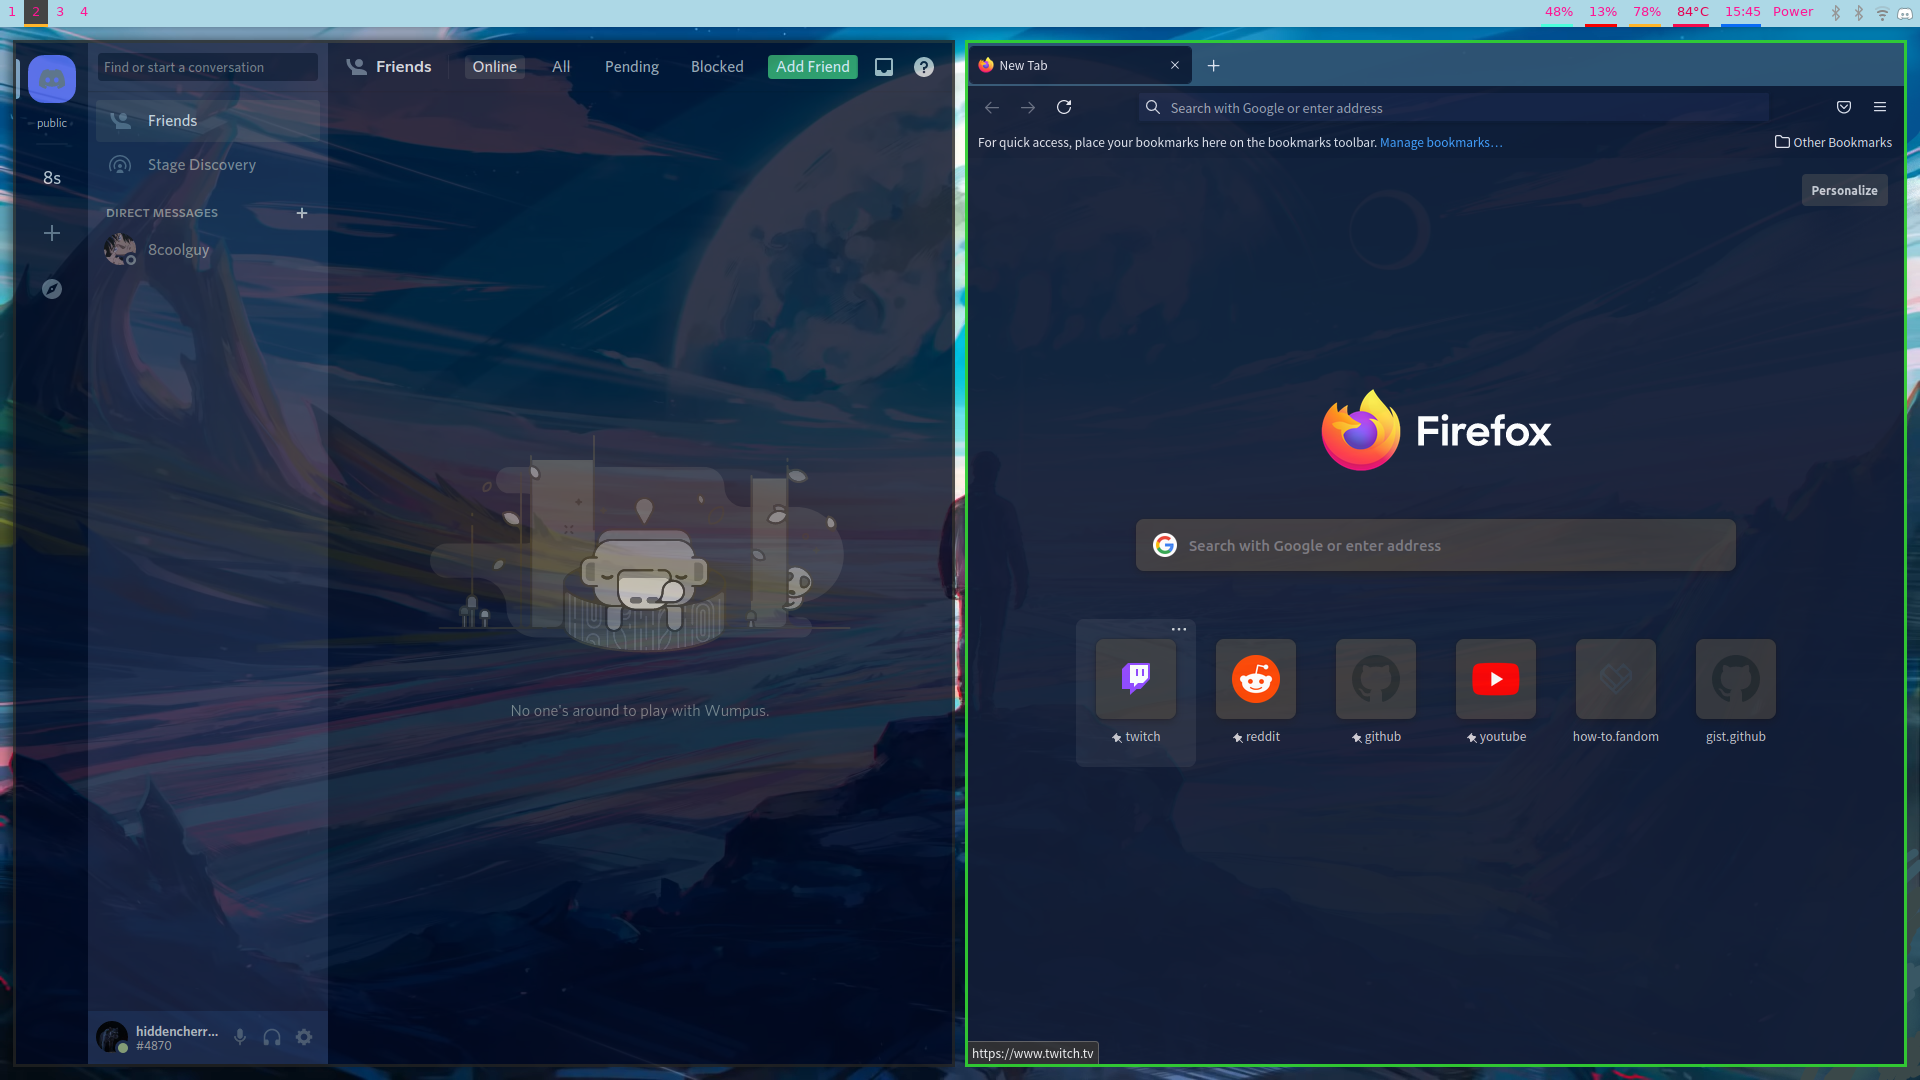 1 2 3 4
48% 13% 78% 84°C 15:45 Power
public
8s
Find or start a conversation
Friends
Stage Discovery
DIRECT MESSAGES
8coolguy
hiddencherr...
#4870
Friends Online All Pending Blocked Add Friend
No one's around to play with Wumpus.
New Tab
Search with Google or enter address
For quick access, place your bookmarks here on the bookmarks toolbar. Manage bookmarks… Other Bookmarks
Personalize
Firefox
Search with Google or enter address
twitch reddit github youtube how-to.fandom gist.github
https://www.twitch.tv